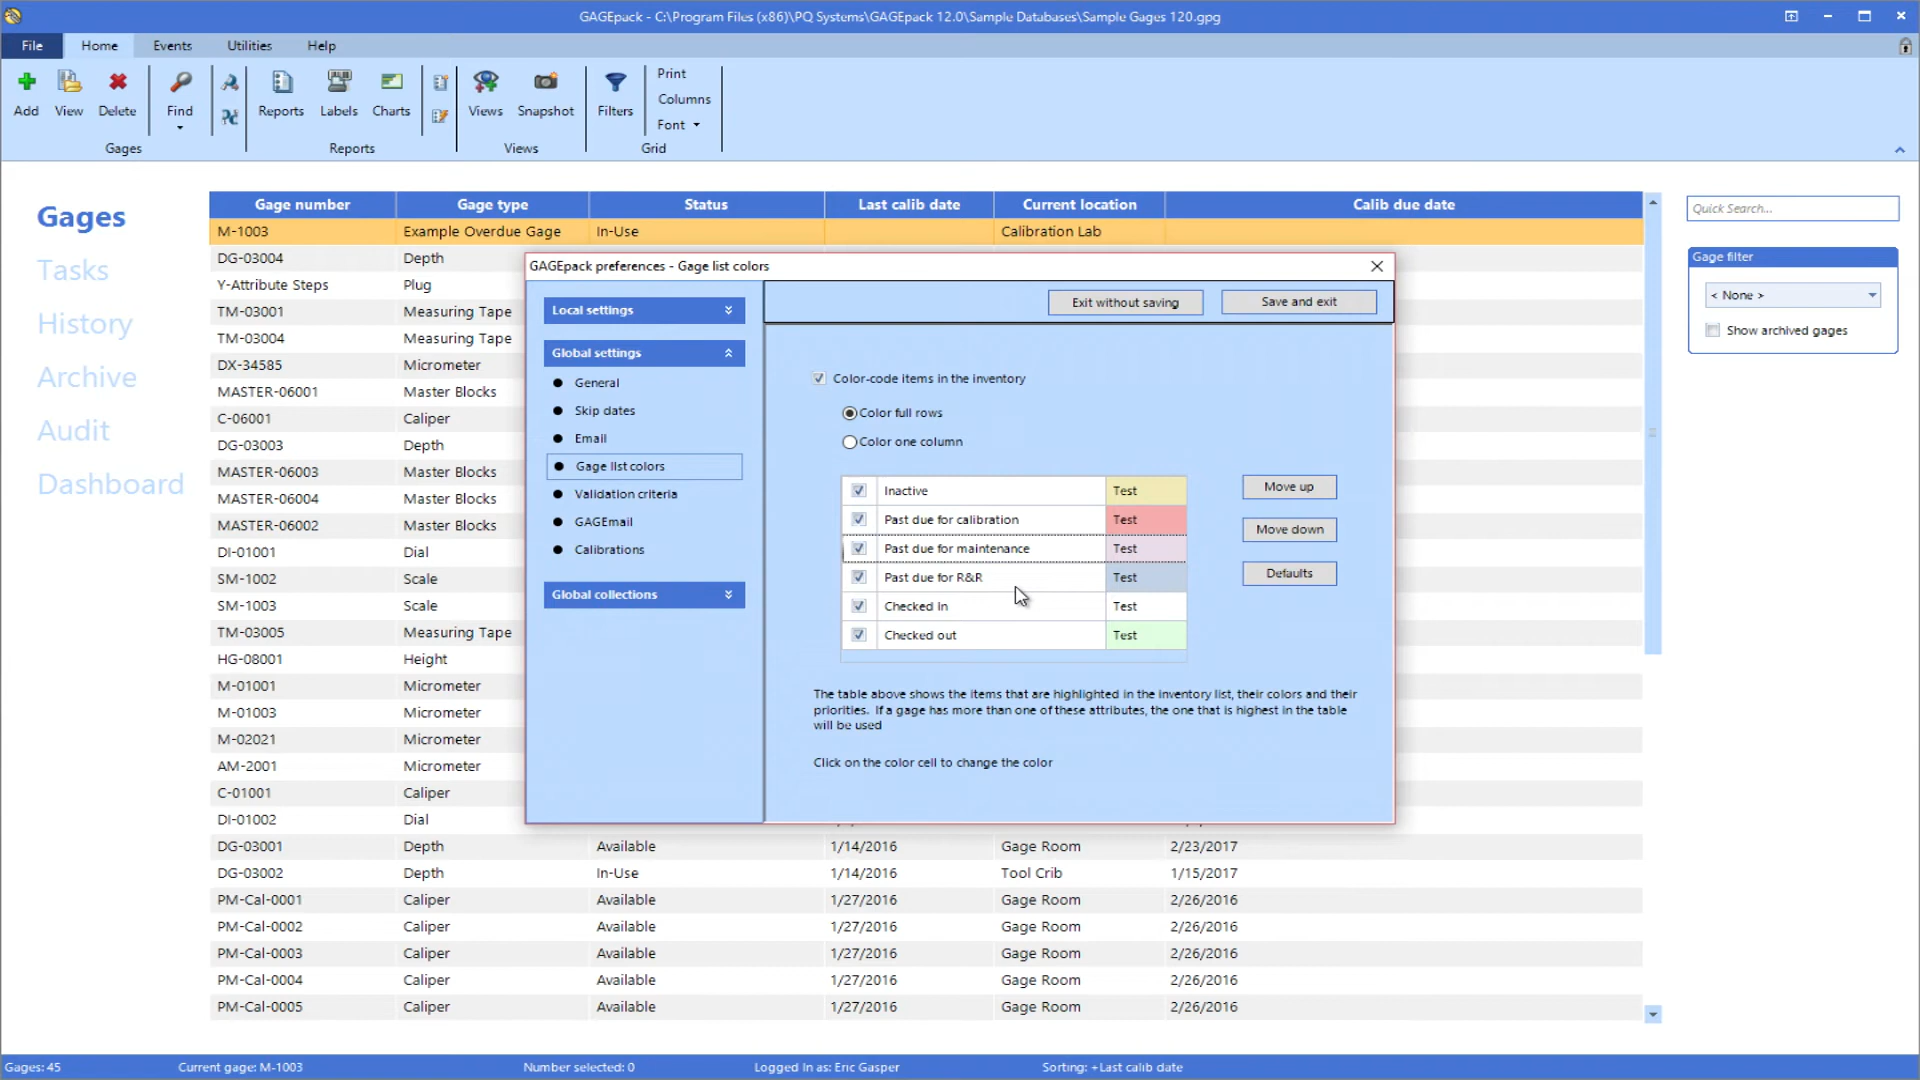 GAGEpack - C:\Program Files (x86)\PQ Systems\GAGEpack 12.0\Sample Databases\Sample Gages 120.gpg
File Home Events Utilities Help
Add View Delete Find Reports Labels Charts Views Snapshot Filters
Print
Columns
Font
Gages Reports Views Grid
Gages
Tasks
History
Archive
Audit
Dashboard
Gage number Gage type Status Last calib date Current location Calib due date
M-1003 Example Overdue Gage In-Use Calibration Lab
DG-03004 Depth
Y-Attribute Steps Plug
TM-03001 Measuring Tape
TM-03004 Measuring Tape
DX-34585 Micrometer
MASTER-06001 Master Blocks
C-06001 Caliper
DG-03003 Depth
MASTER-06003 Master Blocks
MASTER-06004 Master Blocks
MASTER-06002 Master Blocks
DI-01001 Dial
SM-1002 Scale
SM-1003 Scale
TM-03005 Measuring Tape
HG-08001 Height
M-01001 Micrometer
M-01003 Micrometer
M-02021 Micrometer
AM-2001 Micrometer
C-01001 Caliper
DI-01002 Dial
DG-03001 Depth Available 1/14/2016 Gage Room 2/23/2017
DG-03002 Depth In-Use 1/14/2016 Tool Crib 1/15/2017
PM-Cal-0001 Caliper Available 1/27/2016 Gage Room 2/26/2016
PM-Cal-0002 Caliper Available 1/27/2016 Gage Room 2/26/2016
PM-Cal-0003 Caliper Available 1/27/2016 Gage Room 2/26/2016
PM-Cal-0004 Caliper Available 1/27/2016 Gage Room 2/26/2016
PM-Cal-0005 Caliper Available 1/27/2016 Gage Room 2/26/2016
GAGEpack preferences - Gage list colors
Local settings
Global settings
General
Skip dates
Email
Gage list colors
Validation criteria
GAGEmail
Calibrations
Global collections
Exit without saving Save and exit
Color-code items in the inventory
Color full rows
Color one column
Inactive Test
Past due for calibration Test
Past due for maintenance Test
Past due for R&R Test
Checked in Test
Checked out Test
Move up
Move down
Defaults
The table above shows the items that are highlighted in the inventory list, their colors and their
priorities. If a gage has more than one of these attributes, the one that is highest in the table
will be used
Click on the color cell to change the color
Quick Search...
Gage filter
< None >
Show archived gages
Gages: 45 Current gage: M-1003 Number selected: 0 Logged in as: Eric Gasper Sorting: +Last calib date